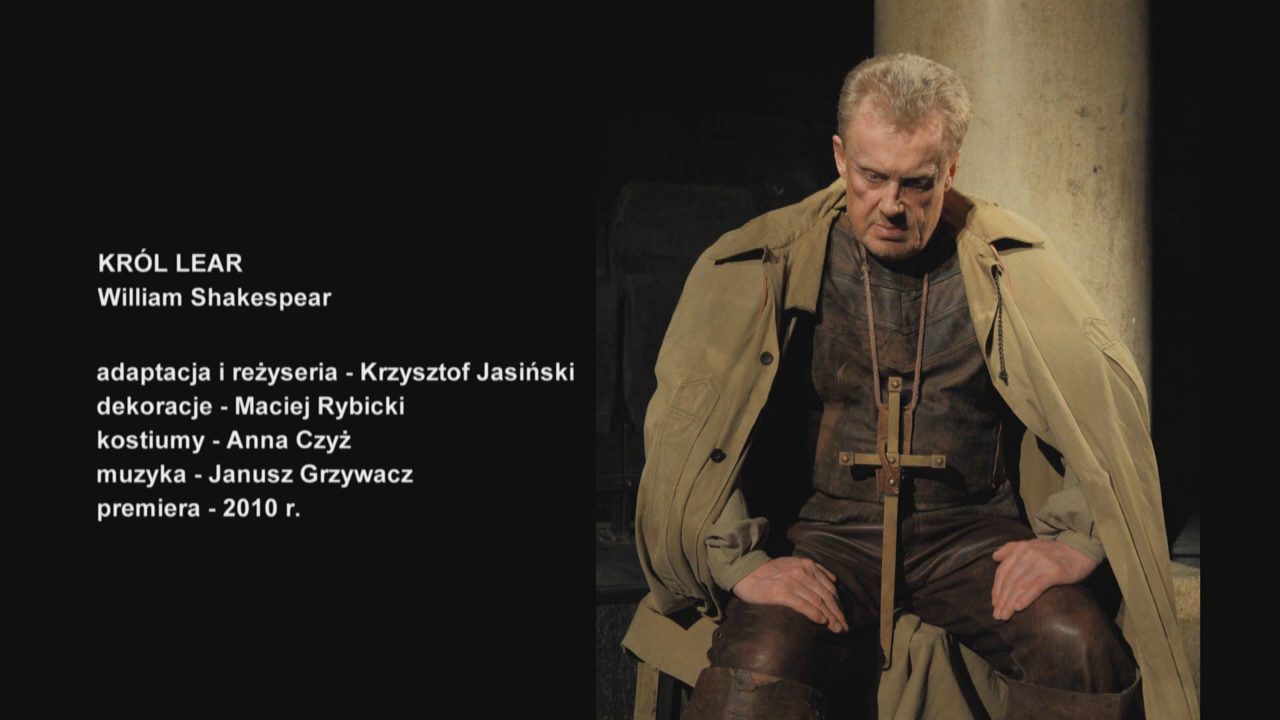 KRÓL LEAR
William Shakespear
adaptacja i reżyseria - Krzysztof Jasiński
dekoracje - Maciej Rybicki
kostiumy - Anna Czyż
muzyka - Janusz Grzywacz
premiera - 2010 r.